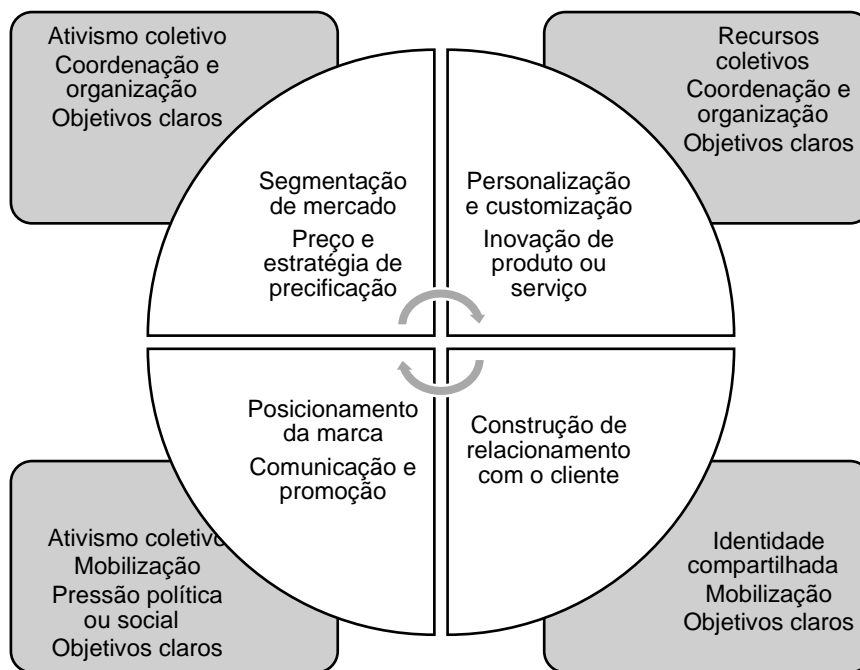 Ativismo coletivo
Coordenação e
organização
Objetivos claros
Recursos
coletivos
Coordenação e
organização
Objetivos claros
Segmentação
de mercado
Preço e
estratégia de
precificação
Personalização
e customização
Inovação de
produto ou
serviço
Posicionamento
da marca
Comunicação e
promoção
Construção de
relacionamento
com o cliente
Ativismo coletivo
Mobilização
Pressão política
ou social
Objetivos claros
Identidade
compartilhada
Mobilização
Objetivos claros